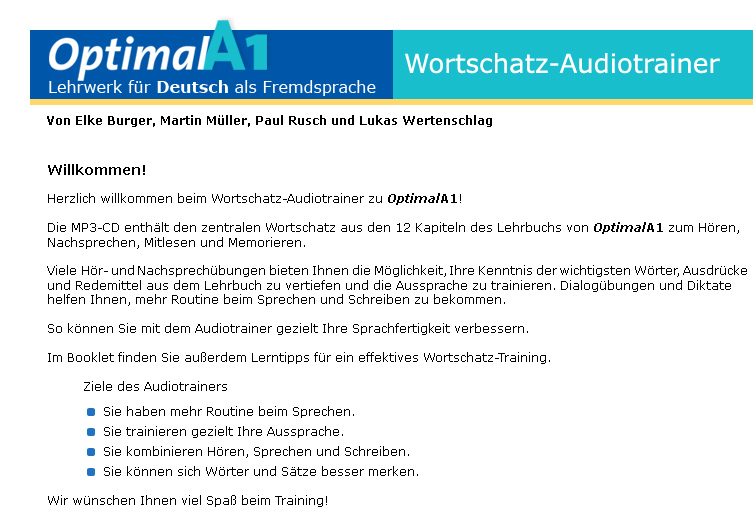 OptimalA1
Lehrwerk für Deutsch als Fremdsprache
Wortschatz-Audiotrainer
Von Elke Burger, Martin Müller, Paul Rusch und Lukas Wertenschlag
Willkommen!
Herzlich willkommen beim Wortschatz-Audiotrainer zu OptimalA1!
Die MP3-CD enthält den zentralen Wortschatz aus den 12 Kapiteln des Lehrbuchs von OptimalA1 zum Hören,
Nachsprechen, Mitlesen und Memorieren.
Viele Hör- und Nachsprechübungen bieten Ihnen die Möglichkeit, Ihre Kenntnis der wichtigsten Wörter, Ausdrücke
und Redemittel aus dem Lehrbuch zu vertiefen und die Aussprache zu trainieren. Dialogübungen und Diktate
helfen Ihnen, mehr Routine beim Sprechen und Schreiben zu bekommen.
So können Sie mit dem Audiotrainer gezielt Ihre Sprachfertigkeit verbessern.
Im Booklet finden Sie außerdem Lerntipps für ein effektives Wortschatz-Training.
Ziele des Audiotrainers
Sie haben mehr Routine beim Sprechen.
Sie trainieren gezielt Ihre Aussprache.
Sie kombinieren Hören, Sprechen und Schreiben.
Sie können sich Wörter und Sätze besser merken.
Wir wünschen Ihnen viel Spaß beim Training!